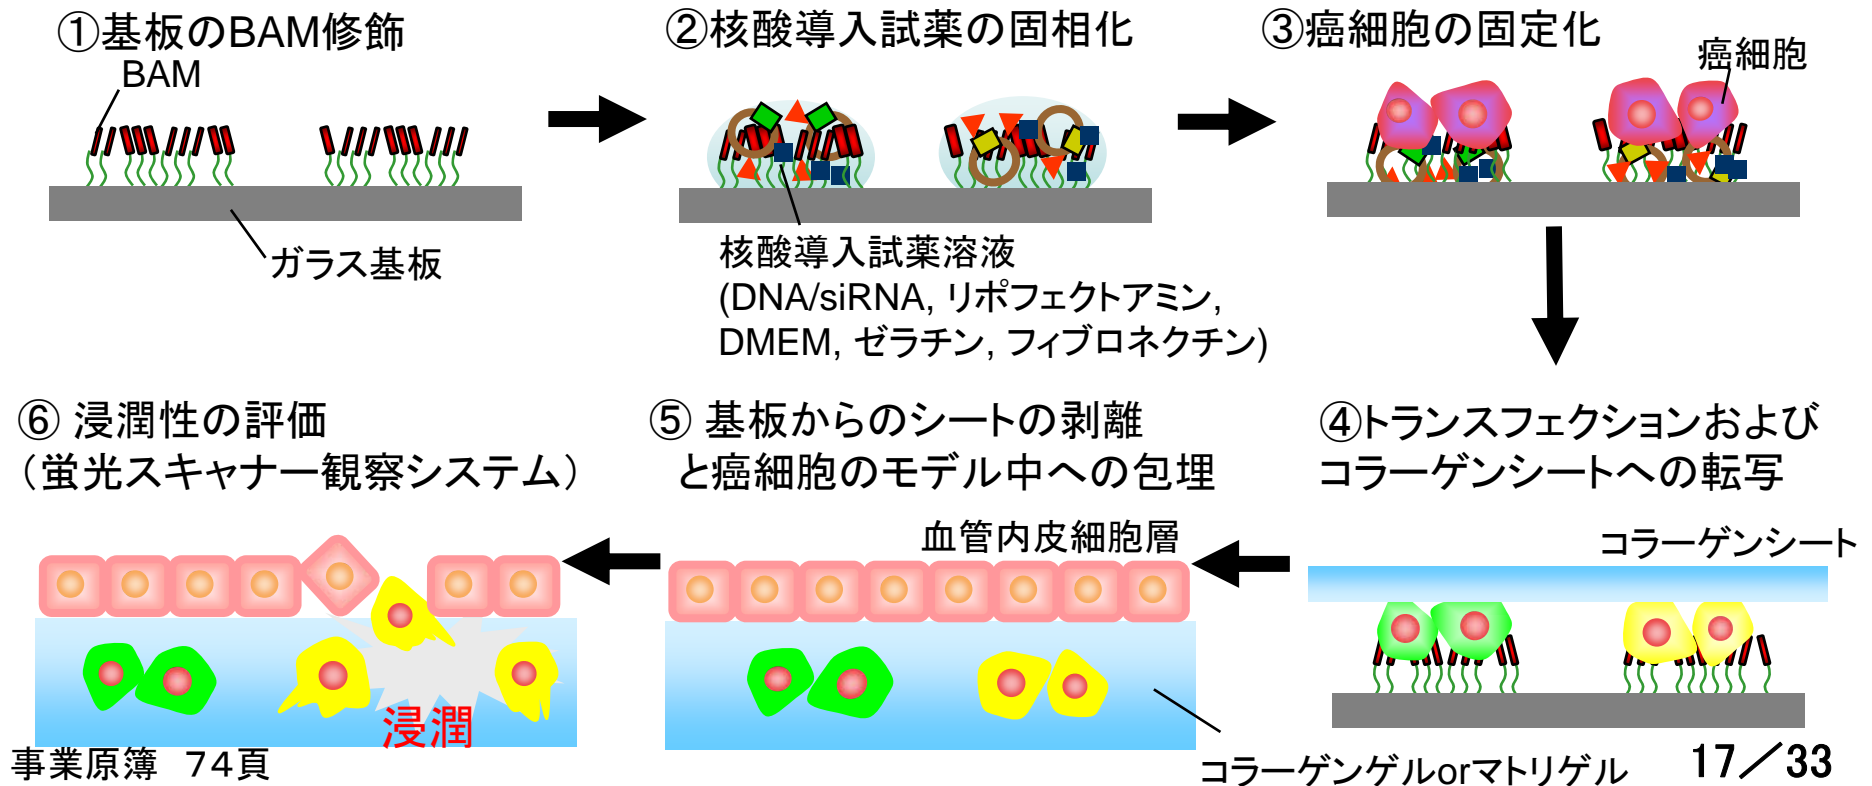 ①基板のBAM修飾
BAM
ガラス基板
②核酸導入試薬の固相化
核酸導入試薬溶液
(DNA/siRNA, リポフェクトアミン,
DMEM, ゼラチン, フィブロネクチン)
③癌細胞の固定化
癌細胞
④トランスフェクションおよび
コラーゲンシートへの転写
コラーゲンシート
⑤ 基板からのシートの剥離
と癌細胞のモデル中への包埋
血管内皮細胞層
コラーゲンゲルorマトリゲル
⑥ 浸潤性の評価
（蛍光スキャナー観察システム）
浸潤
事業原簿　74頁
17／33